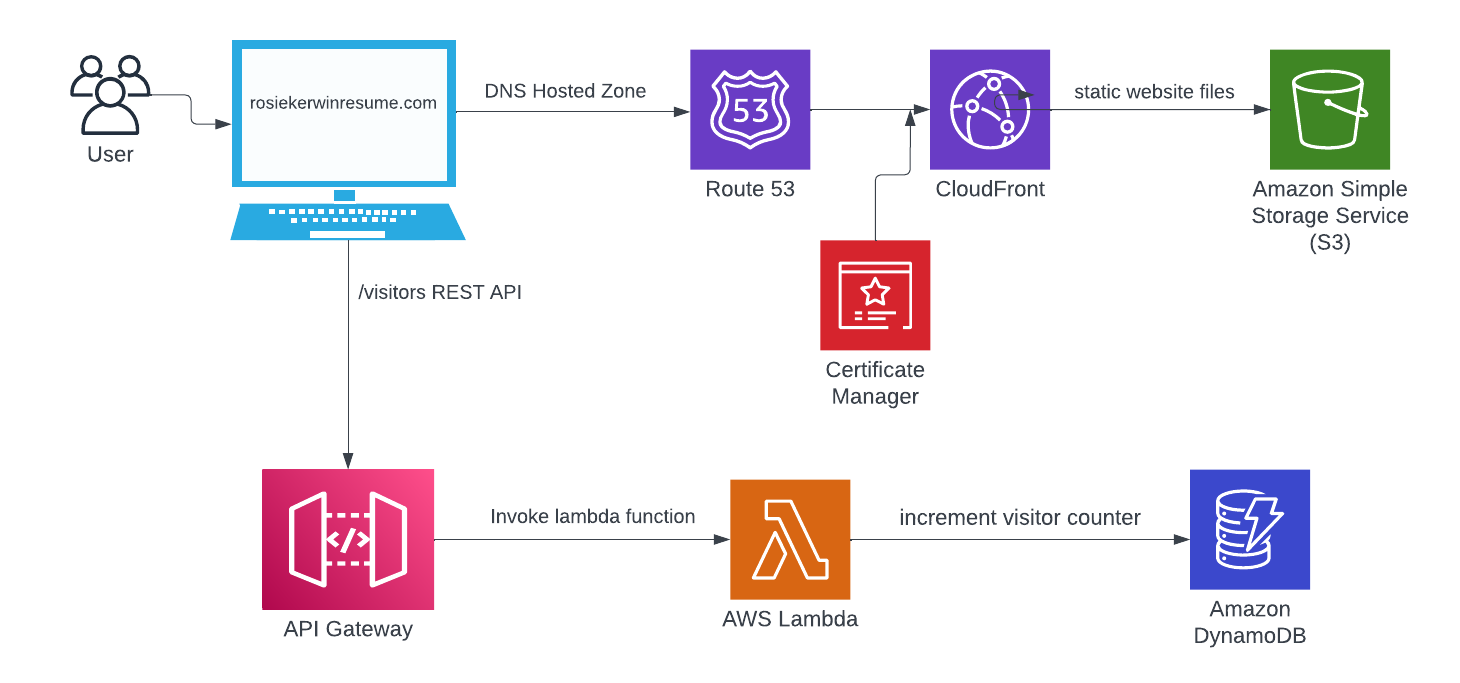 rosiekerwinresume.com
DNS Hosted Zone
53
static website files
User
Route 53
CloudFront
Amazon Simple
Storage Service
(S3)
/visitors REST API
Certificate
Manager
</>
Invoke lambda function
increment visitor counter
API Gateway
AWS Lambda
Amazon
DynamoDB